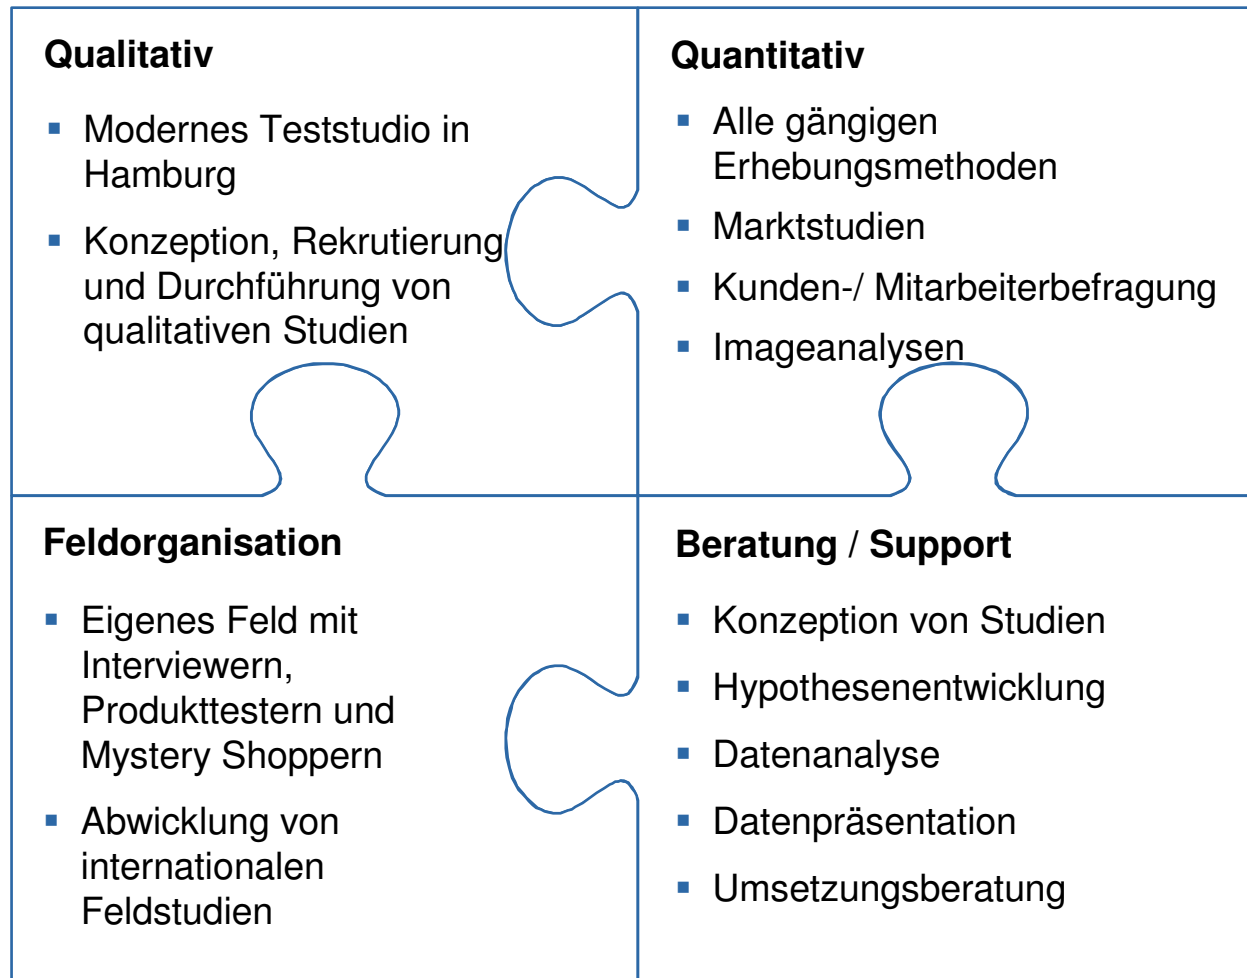 Qualitativ
▪ Modernes Teststudio in
Hamburg
▪ Konzeption, Rekrutierung
und Durchführung von
qualitativen Studien
Quantitativ
▪ Alle gängigen
Erhebungsmethoden
▪ Marktstudien
▪ Kunden-/ Mitarbeiterbefragung
▪ Imageanalysen
Feldorganisation
▪ Eigenes Feld mit
Interviewern,
Produkttestern und
Mystery Shoppern
▪ Abwicklung von
internationalen
Feldstudien
Beratung / Support
▪ Konzeption von Studien
▪ Hypothesenentwicklung
▪ Datenanalyse
▪ Datenpräsentation
▪ Umsetzungsberatung